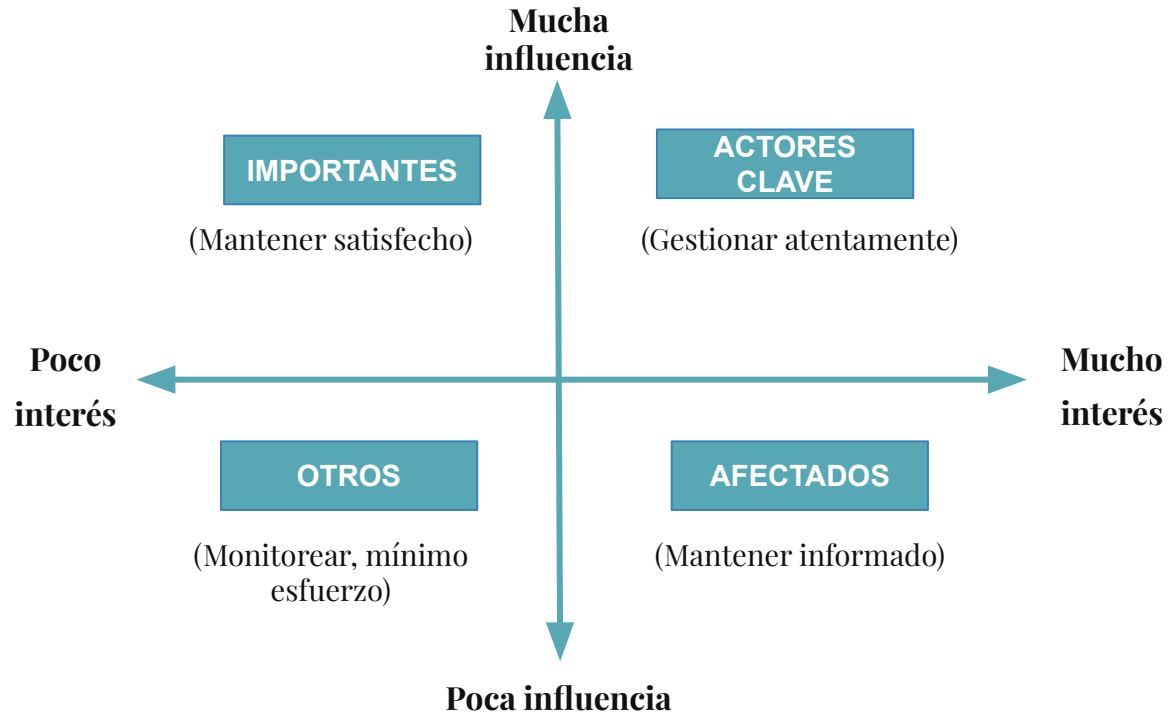 Mucha
influencia
IMPORTANTES
ACTORES
CLAVE
(Mantener satisfecho)
(Gestionar atentamente)
Poco
interés
Mucho
interés
OTROS
AFECTADOS
(Monitorear, mínimo
esfuerzo)
(Mantener informado)
Poca influencia